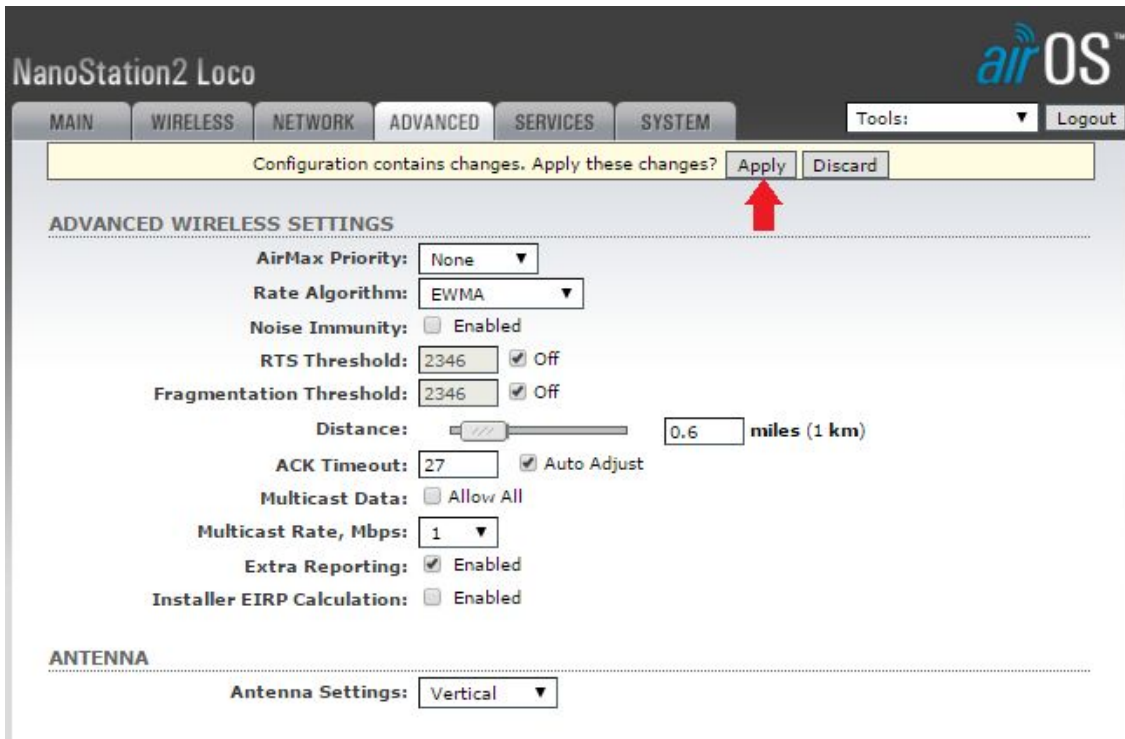 NanoStation2 Loco
airOS™
MAIN WIRELESS NETWORK ADVANCED SERVICES SYSTEM Tools: Logout
Configuration contains changes. Apply these changes? Apply Discard
ADVANCED WIRELESS SETTINGS
AirMax Priority: None
Rate Algorithm: EWMA
Noise Immunity: Enabled
RTS Threshold: 2346 Off
Fragmentation Threshold: 2346 Off
Distance: 0.6 miles (1 km)
ACK Timeout: 27 Auto Adjust
Multicast Data: Allow All
Multicast Rate, Mbps: 1
Extra Reporting: Enabled
Installer EIRP Calculation: Enabled
ANTENNA
Antenna Settings: Vertical